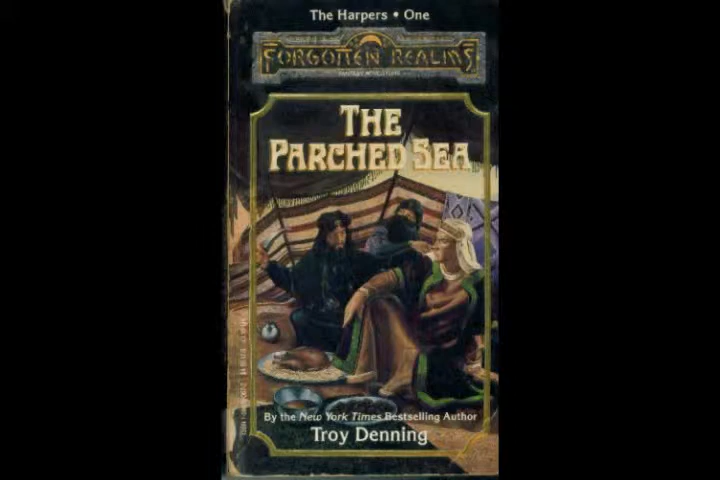 The Harpers • One
FORGOTTEN REALMS
THE
PARCHED SEA
By the New York Times Bestselling Author
Troy Denning